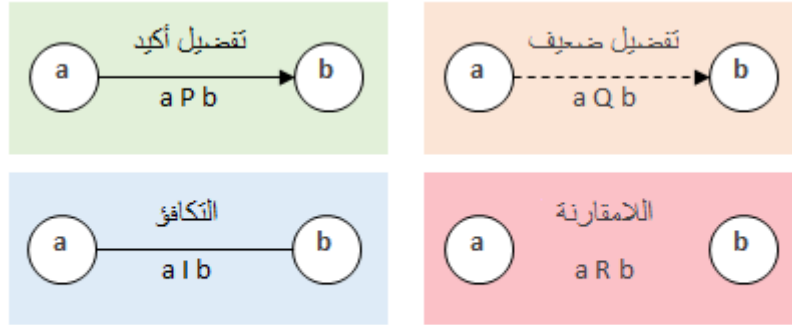 تفضيل أكيد
a b
a P b
تفضيل ضعيف
a b
a Q b
التكافؤ
a b
a I b
اللامقارنة
a b
a R b